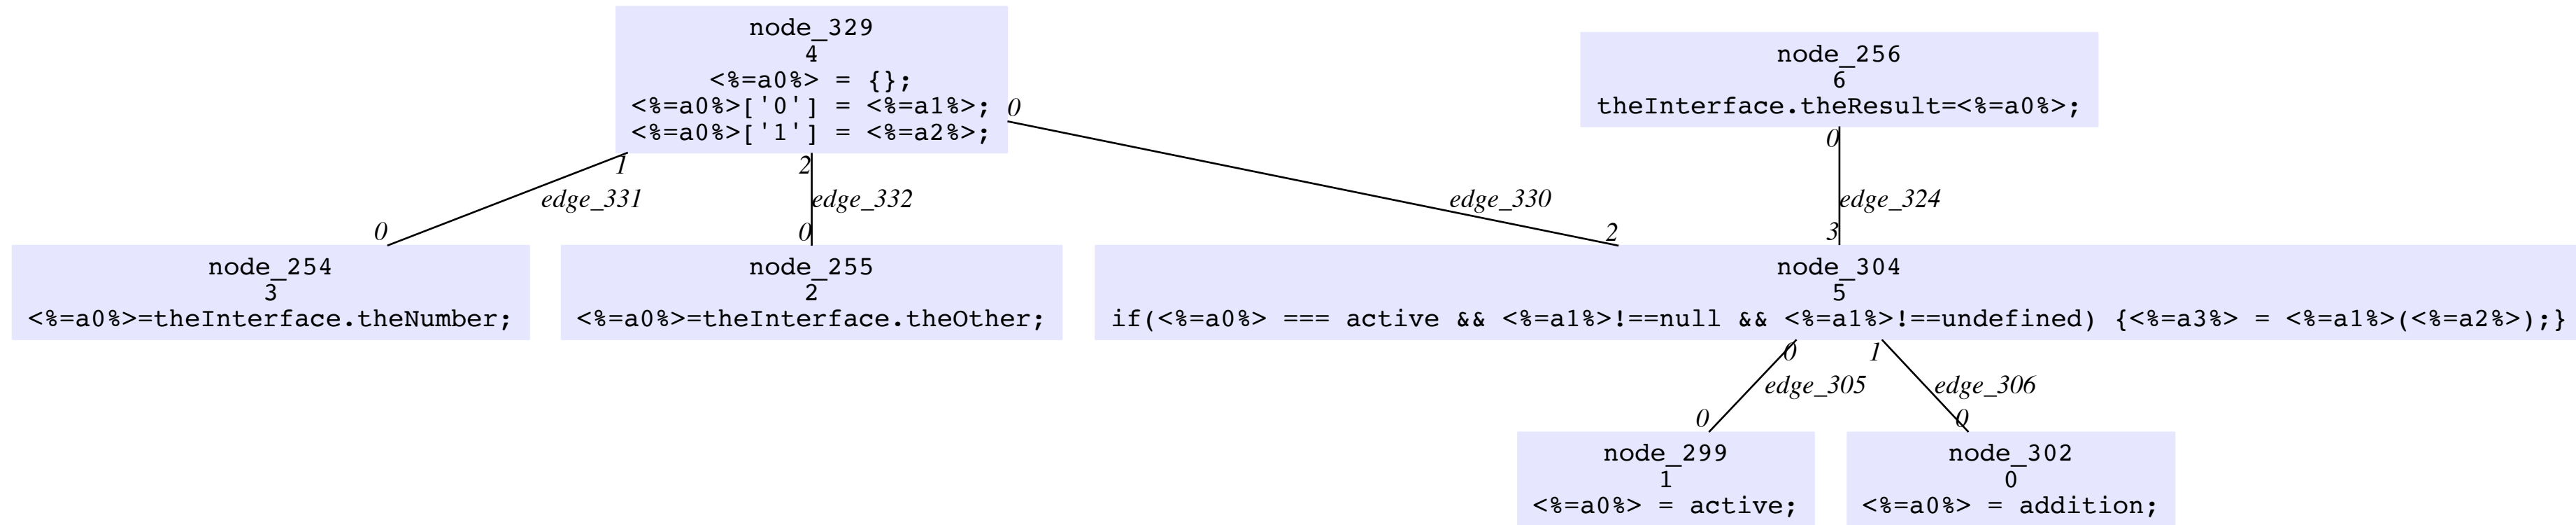 node_329
4
<%=a0%> = {};
<%=a0%>['0'] = <%=a1%>;
<%=a0%>['1'] = <%=a2%>;
0
node_256
6
theInterface.theResult=<%=a0%>;
1
2
0
edge_331
edge_332
edge_330
edge_324
0
0
2
3
node_254
3
<%=a0%>=theInterface.theNumber;
node_255
2
<%=a0%>=theInterface.theOther;
node_304
5
if(<%=a0%> === active && <%=a1%>!==null && <%=a1%>!==undefined) {<%=a3%> = <%=a1%>(<%=a2%>);}
0
1
edge_305
edge_306
0
0
node_299
1
<%=a0%> = active;
node_302
0
<%=a0%> = addition;